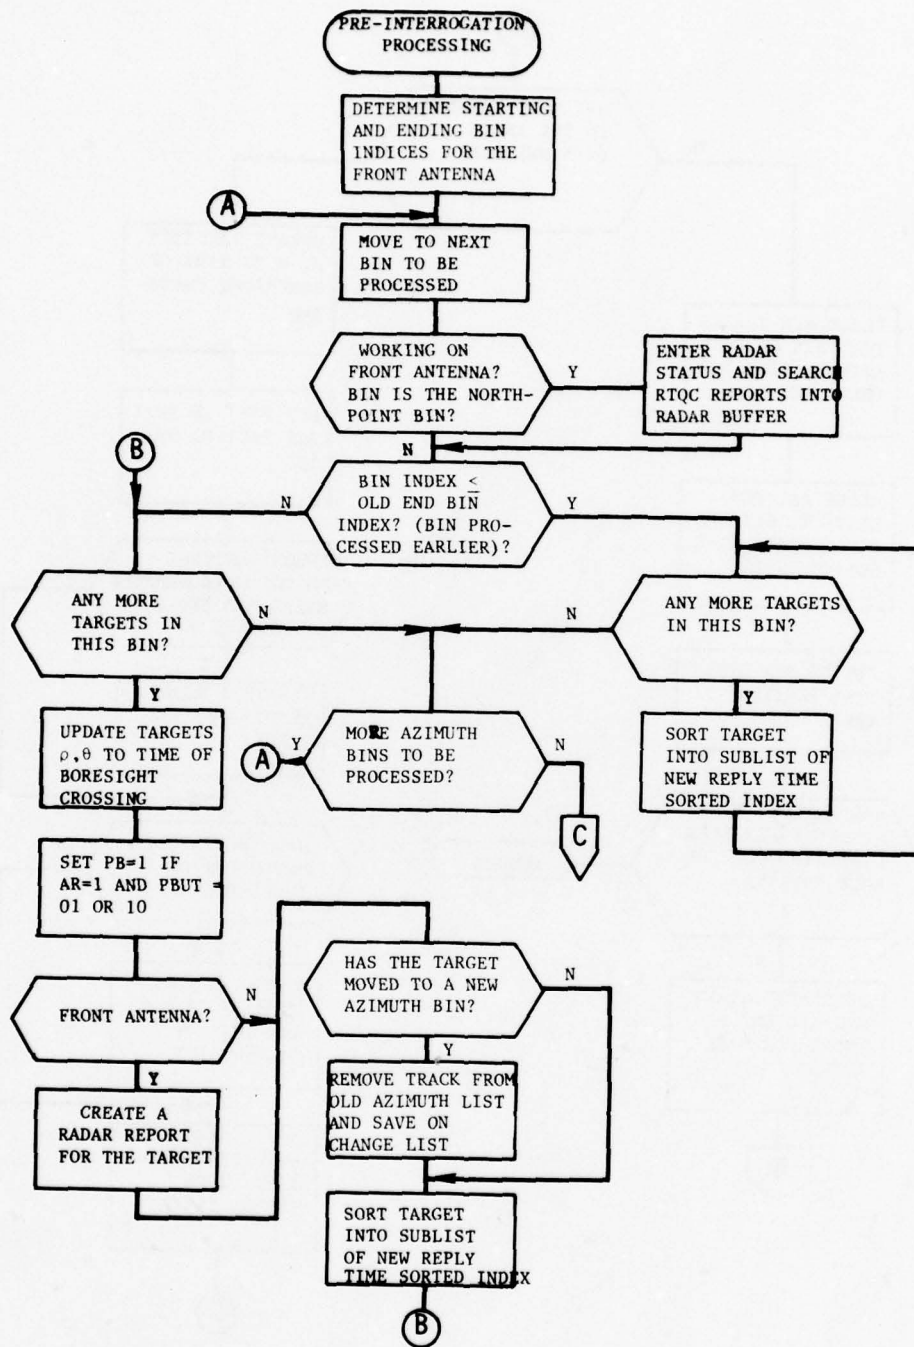 PRE-INTERROGATION
PROCESSING
DETERMINE STARTING
AND ENDING BIN
INDICES FOR THE
FRONT ANTENNA
A
MOVE TO NEXT
BIN TO BE
PROCESSED
WORKING ON
FRONT ANTENNA?
BIN IS THE NORTH-
POINT BIN?
Y
N
ENTER RADAR
STATUS AND SEARCH
RTQC REPORTS INTO
RADAR BUFFER
B
BIN INDEX ≤
OLD END BIN
INDEX? (BIN PRO-
CESSED EARLIER)?
N
Y
ANY MORE
TARGETS IN
THIS BIN?
N
Y
ANY MORE TARGETS
IN THIS BIN?
N
Y
UPDATE TARGETS
ρ,θ TO TIME OF
BORESIGHT
CROSSING
A
Y
MORE AZIMUTH
BINS TO BE
PROCESSED?
N
C
SORT TARGET
INTO SUBLIST OF
NEW REPLY TIME
SORTED INDEX
SET PB=1 IF
AR=1 AND PBUT =
01 OR 10
FRONT ANTENNA?
N
Y
CREATE A
RADAR REPORT
FOR THE TARGET
HAS THE TARGET
MOVED TO A NEW
AZIMUTH BIN?
N
Y
REMOVE TRACK FROM
OLD AZIMUTH LIST
AND SAVE ON
CHANGE LIST
SORT TARGET
INTO SUBLIST
OF NEW REPLY
TIME SORTED INDEX
B